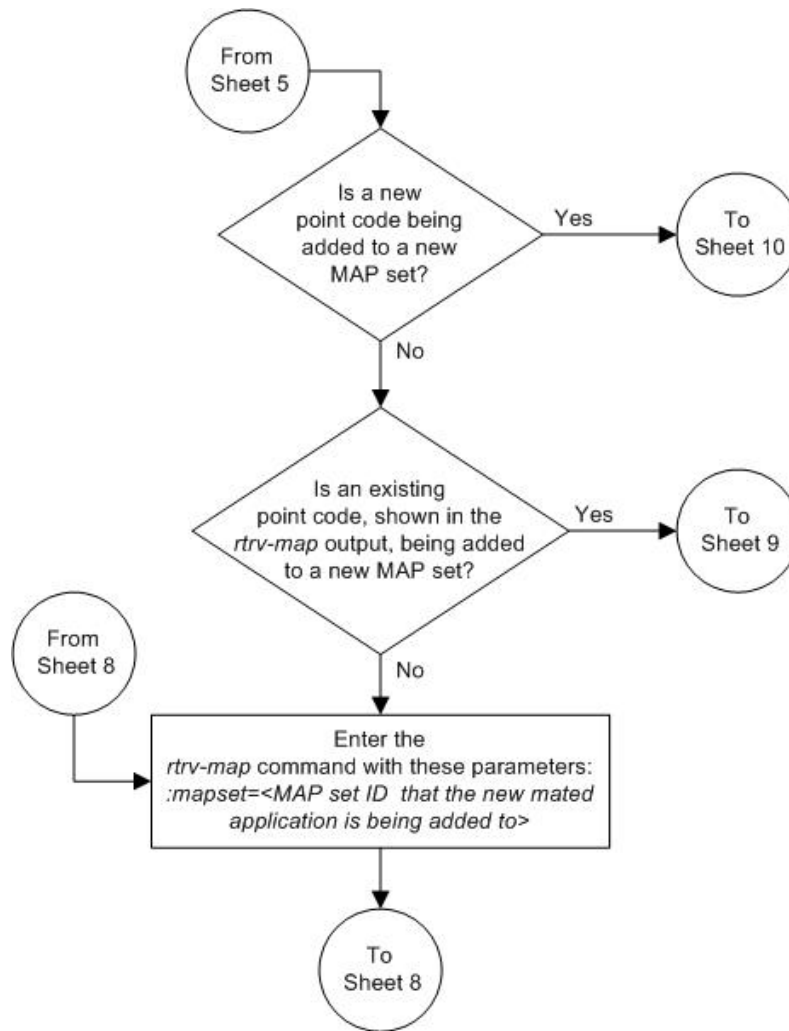 From
Sheet 5
Is a new
point code being
added to a new
MAP set?
Yes
To
Sheet 10
No
Is an existing
point code, shown in the
rtrv-map output, being added
to a new MAP set?
Yes
To
Sheet 9
From
Sheet 8
No
Enter the
rtrv-map command with these parameters:
:mapset=<MAP set ID  that the new mated
application is being added to>
To
Sheet 8